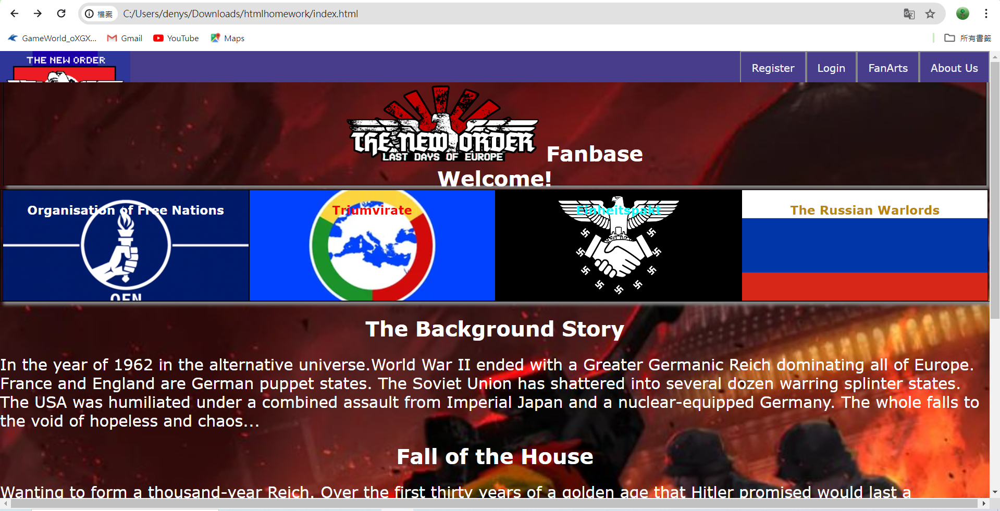 檔案
C:/Users/denys/Downloads/htmlhomework/index.html
GameWorld_oXGX...
Gmail
YouTube
Maps
所有書籤
THE NEW ORDER
Register
Login
FanArts
About Us
THE NEW ORDER
LAST DAYS OF EUROPE
Fanbase
Welcome!
Organisation of Free Nations
Triumvirate
Einheitspakt
The Russian Warlords
OFN
The Background Story
In the year of 1962 in the alternative universe.World War II ended with a Greater Germanic Reich dominating all of Europe.
France and England are German puppet states. The Soviet Union has shattered into several dozen warring splinter states.
The USA was humiliated under a combined assault from Imperial Japan and a nuclear-equipped Germany. The whole falls to
the void of hopeless and chaos...
Fall of the House
Wanting to form a thousand-year Reich. Over the first thirty years of a golden age that Hitler promised would last a